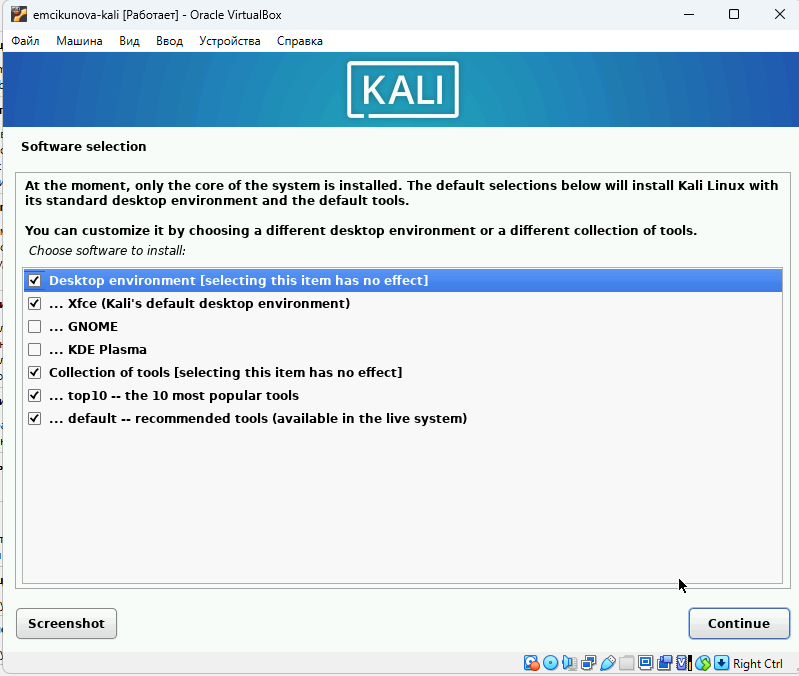 emcikunova-kali [Работает] - Oracle VirtualBox
Файл Машина Вид Ввод Устройства Справка
KALI
Software selection
At the moment, only the core of the system is installed. The default selections below will install Kali Linux with
its standard desktop environment and the default tools.
You can customize it by choosing a different desktop environment or a different collection of tools.
Choose software to install:
Desktop environment [selecting this item has no effect]
... Xfce (Kali's default desktop environment)
... GNOME
... KDE Plasma
Collection of tools [selecting this item has no effect]
... top10 -- the 10 most popular tools
... default -- recommended tools (available in the live system)
Screenshot
Continue
Right Ctrl